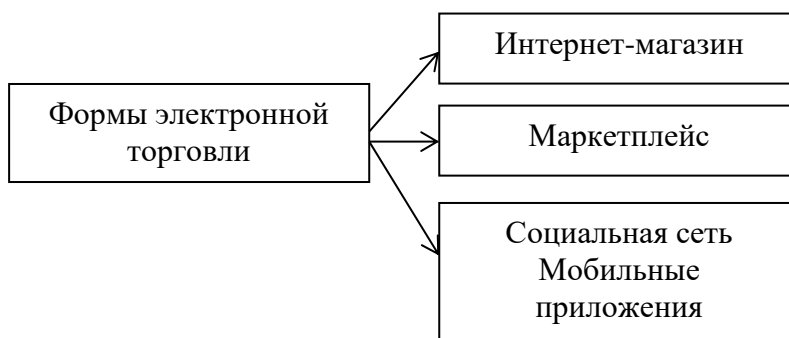 Формы электронной
торговли
Интернет-магазин
Маркетплейс
Социальная сеть
Мобильные
приложения